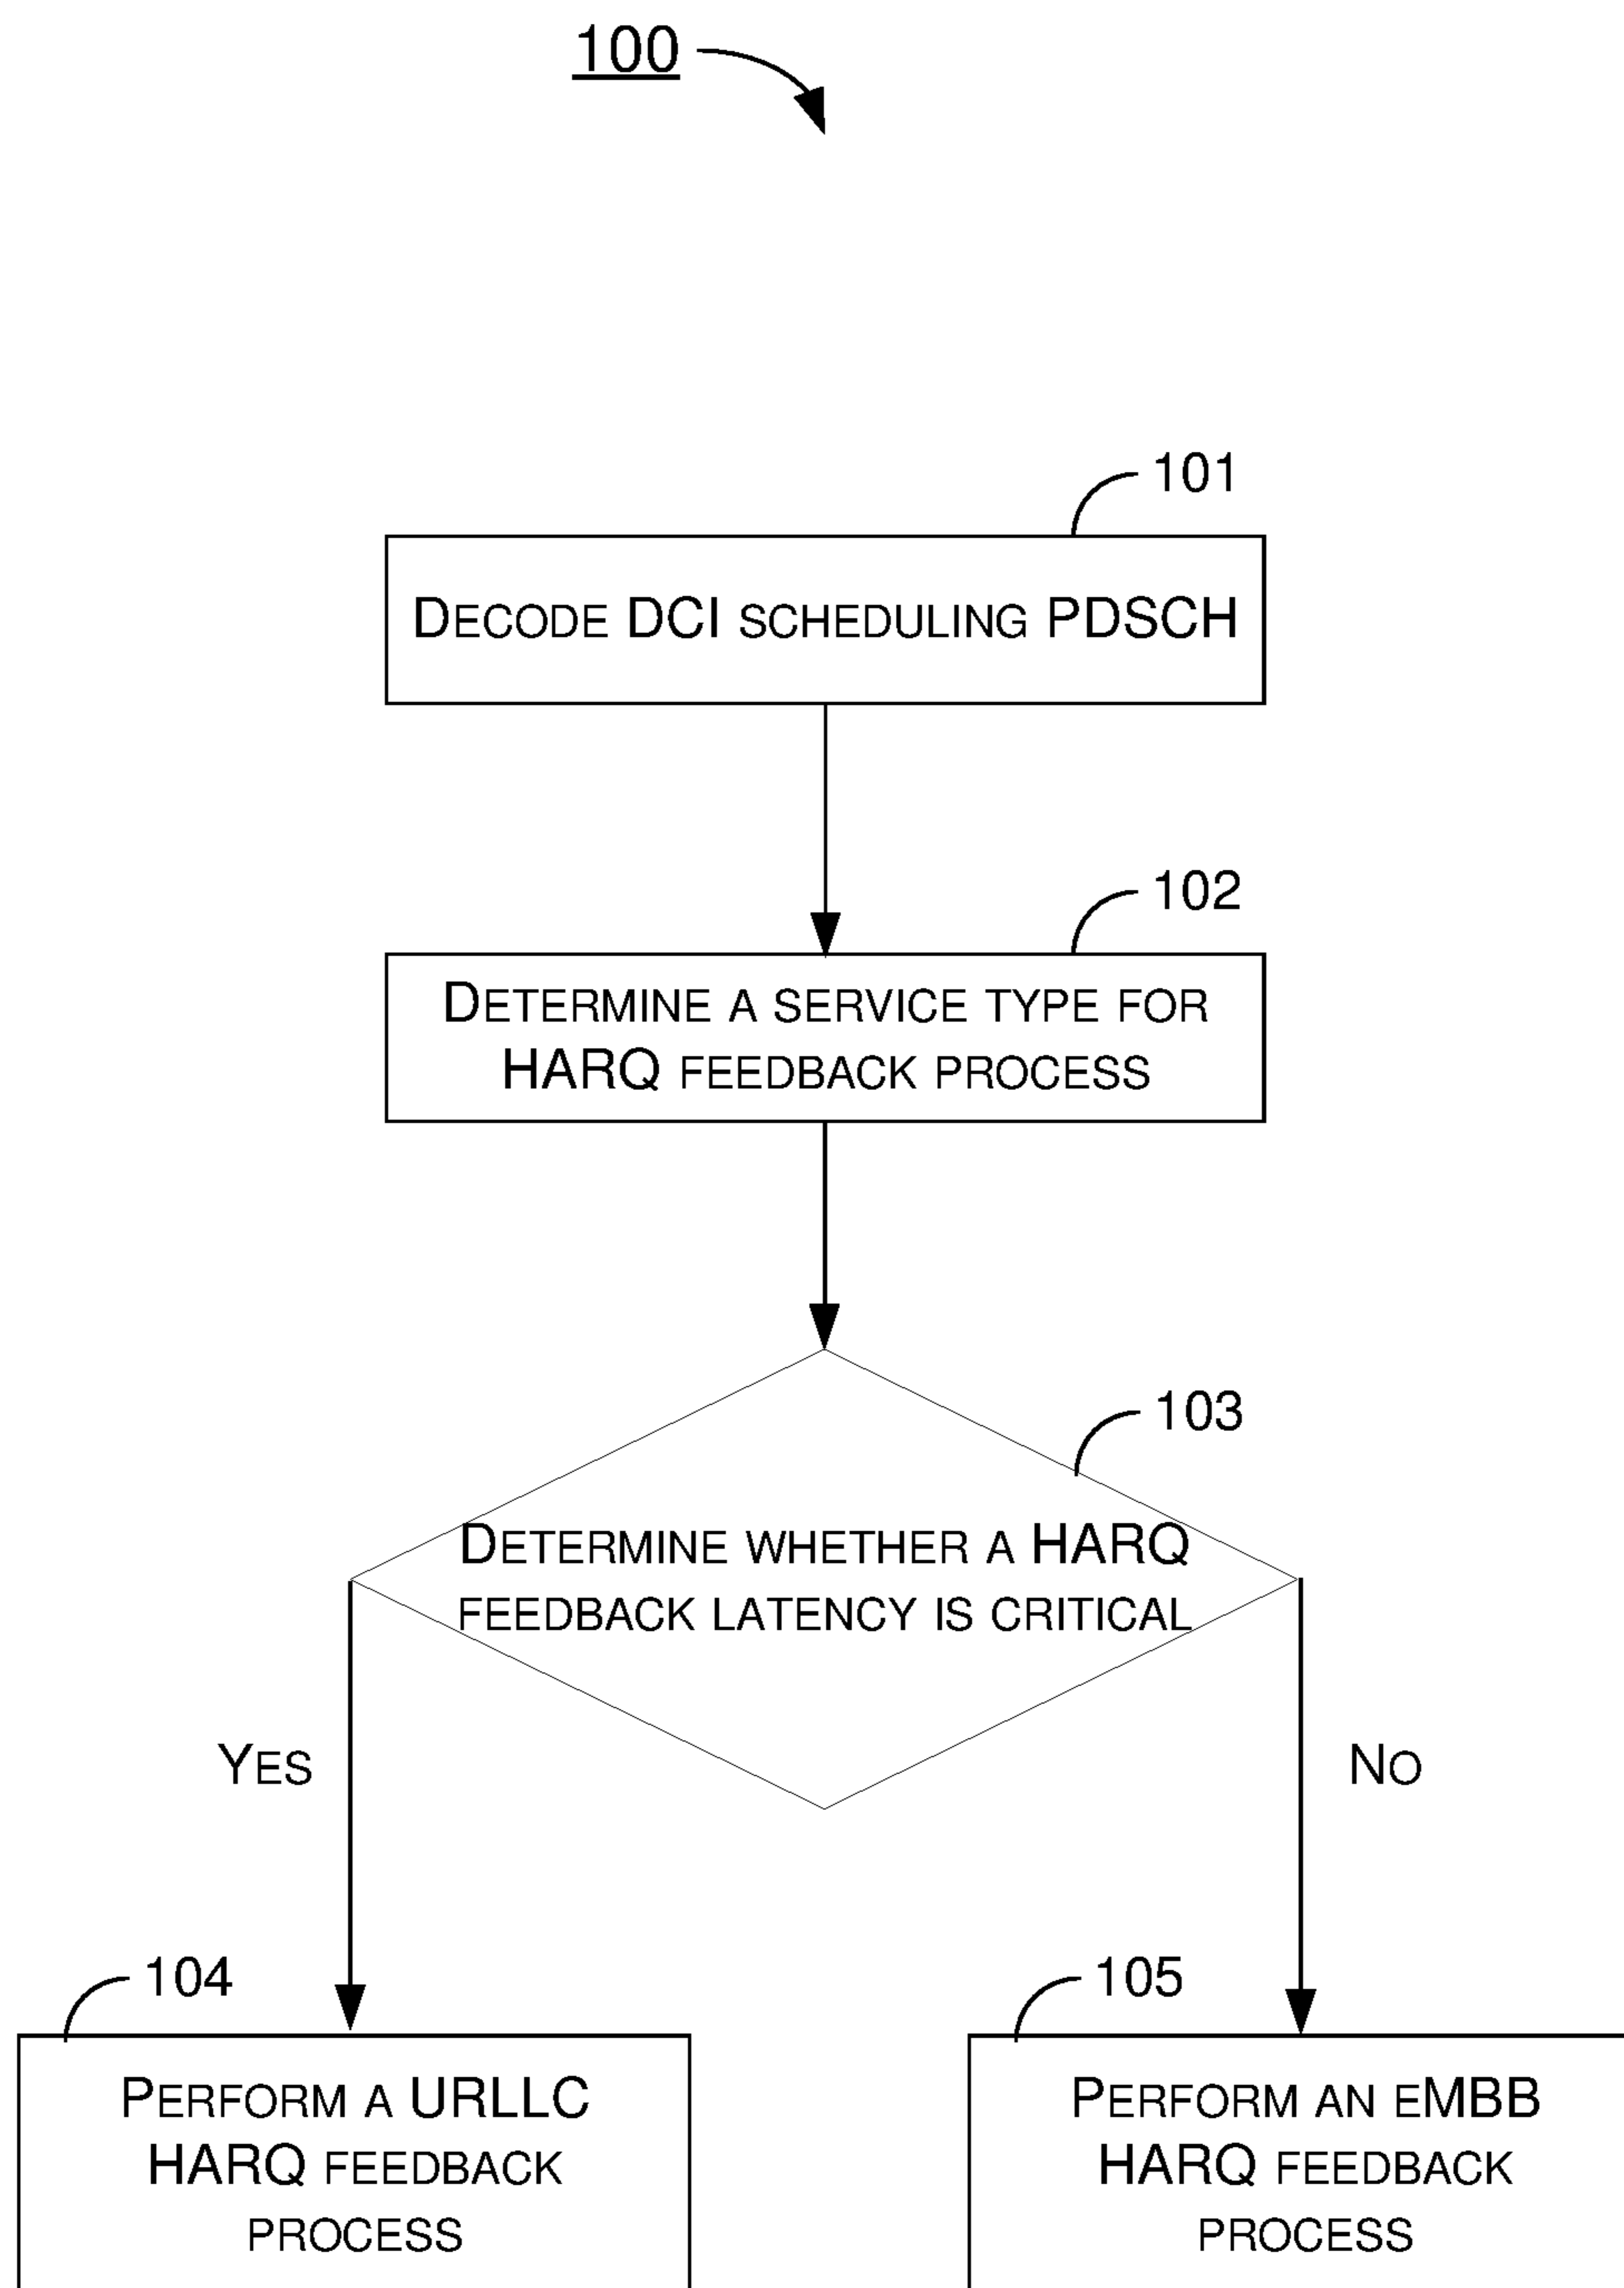 100
101
Decode DCI scheduling PDSCH
102
Determine a service type for
HARQ feedback process
103
Determine whether a HARQ
feedback latency is critical
Yes
No
104
105
Perform a URLLC
HARQ feedback
process
Perform an eMBB
HARQ feedback
process